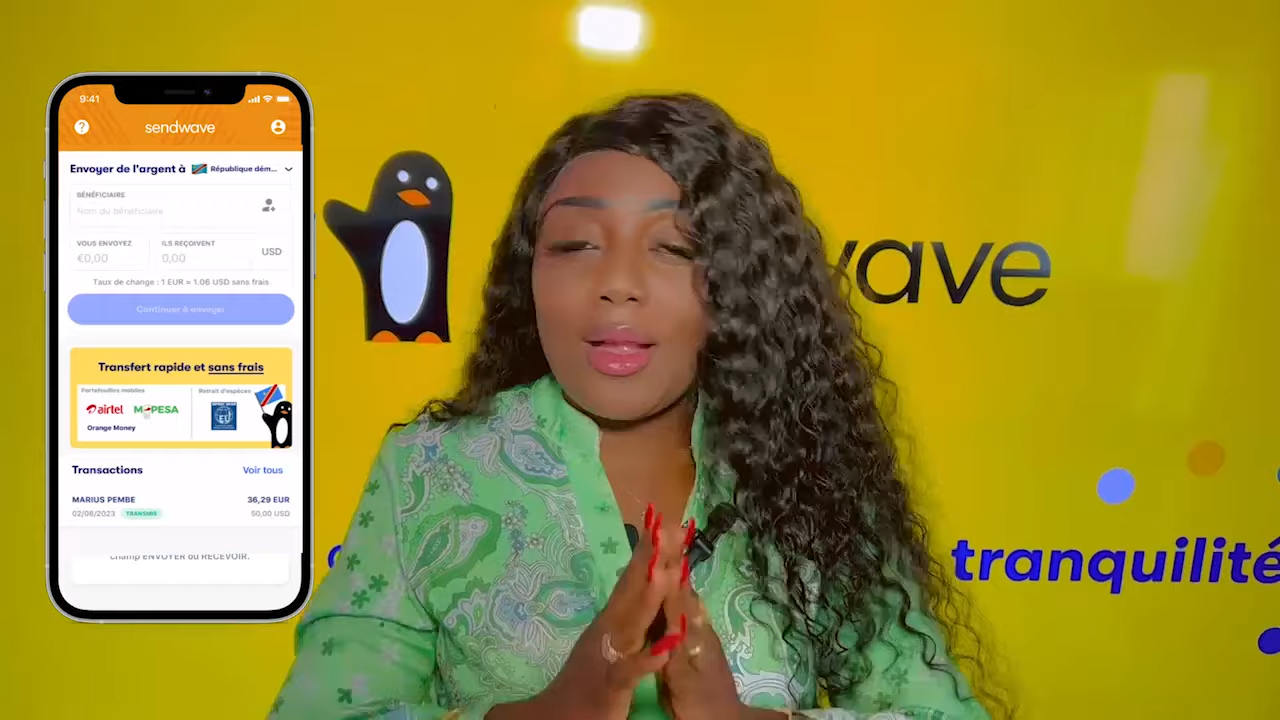 9:41
sendwave
Envoyer de l'argent à République dém...
BÉNÉFICIAIRE
Nom du bénéficiaire
VOUS ENVOYEZ
ILS REÇOIVENT
€0,00
0,00
USD
Taux de change : 1 EUR = 1.06 USD sans frais
Continuer à envoyer
Transfert rapide et sans frais
Portefeuilles mobiles
Retrait d'espèces
airtel
M-PESA
Orange Money
Transactions
Voir tous
MARIUS PEMBE
36,29 EUR
02/08/2023
TRANSMIS
50,00 USD
champ ENVOYER ou RECEVOIR.
wave
tranquilité